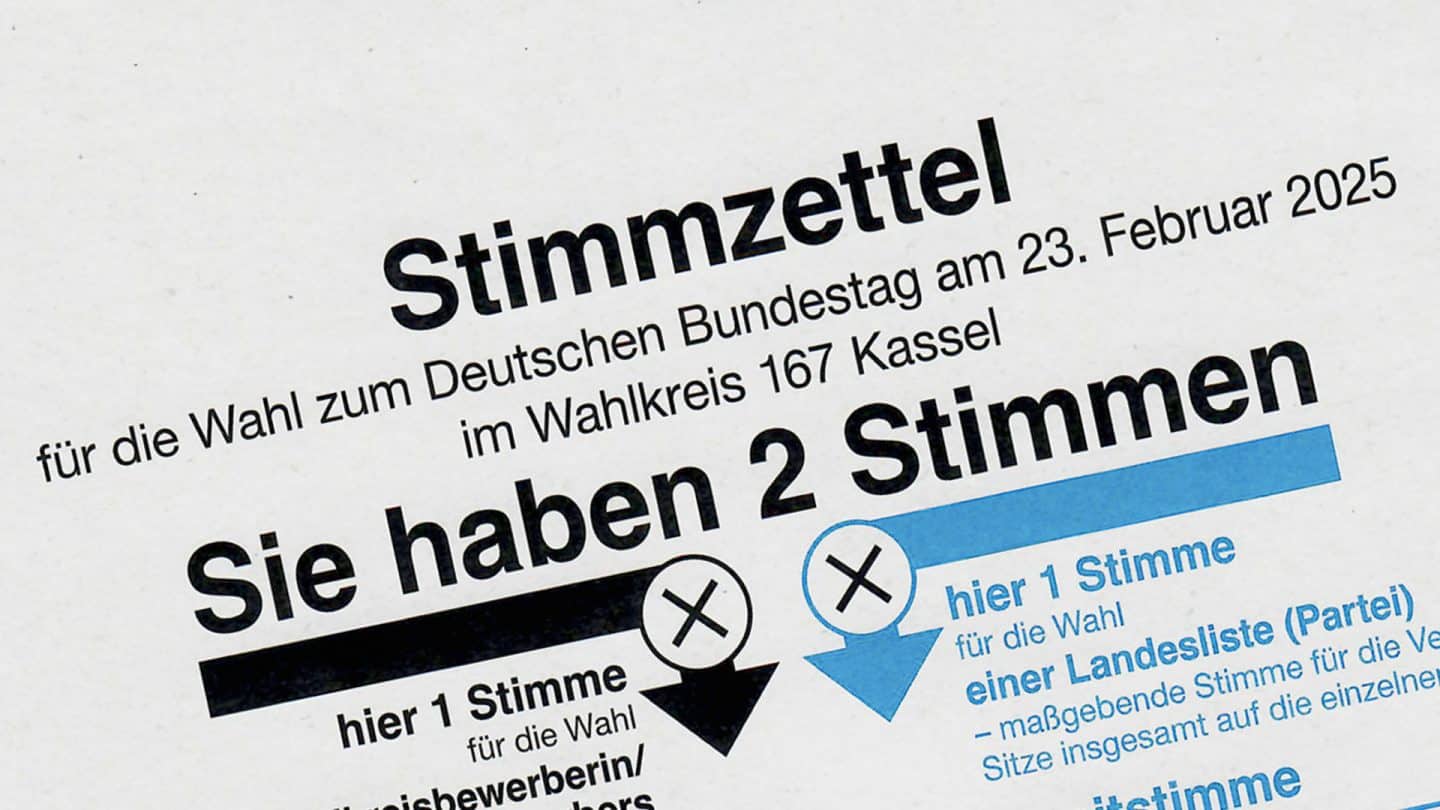 Stimmzettel
für die Wahl zum Deutschen Bundestag am 23. Februar 2025
im Wahlkreis 167 Kassel
Sie haben 2 Stimmen
hier 1 Stimme
für die Wahl
hier 1 Stimme
für die Wahl
einer Landesliste (Partei)
– maßgebende Stimme für die
Sitze insgesamt auf die